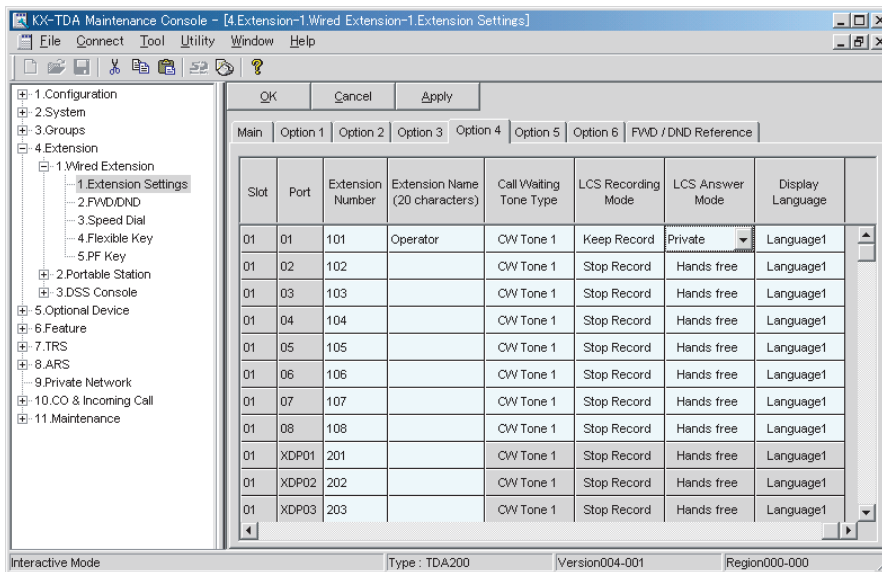 KX-TDA Maintenance Console - [4.Extension-1.Wired Extension-1.Extension Settings]
File Connect Tool Utility Window Help
1.Configuration
2.System
3.Groups
4.Extension
1.Wired Extension
1.Extension Settings
2.FWD/DND
3.Speed Dial
4.Flexible Key
5.PF Key
2.Portable Station
3.DSS Console
5.Optional Device
6.Feature
7.TRS
8.ARS
9.Private Network
10.CO & Incoming Call
11.Maintenance
OK Cancel Apply
Main Option 1 Option 2 Option 3 Option 4 Option 5 Option 6 FWD / DND Reference
Slot Port Extension Number Extension Name (20 characters) Call Waiting Tone Type LCS Recording Mode LCS Answer Mode Display Language
01 01 101 Operator CW Tone 1 Keep Record Private Language1
01 02 102 CW Tone 1 Stop Record Hands free Language1
01 03 103 CW Tone 1 Stop Record Hands free Language1
01 04 104 CW Tone 1 Stop Record Hands free Language1
01 05 105 CW Tone 1 Stop Record Hands free Language1
01 06 106 CW Tone 1 Stop Record Hands free Language1
01 07 107 CW Tone 1 Stop Record Hands free Language1
01 08 108 CW Tone 1 Stop Record Hands free Language1
01 XDP01 201 CW Tone 1 Stop Record Hands free Language1
01 XDP02 202 CW Tone 1 Stop Record Hands free Language1
01 XDP03 203 CW Tone 1 Stop Record Hands free Language1
Interactive Mode Type : TDA200 Version004-001 Region000-000